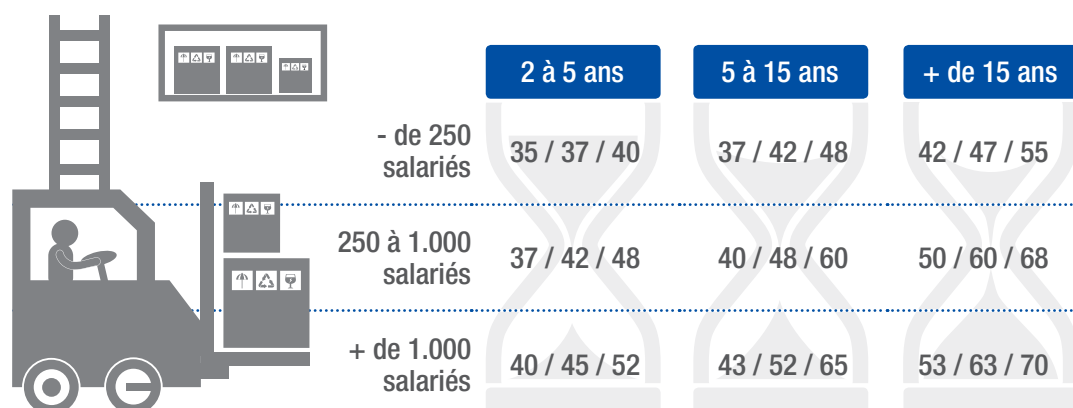 2 à 5 ans 5 à 15 ans + de 15 ans
- de 250
salariés
35 / 37 / 40 37 / 42 / 48 42 / 47 / 55
250 à 1.000
salariés
37 / 42 / 48 40 / 48 / 60 50 / 60 / 68
+ de 1.000
salariés
40 / 45 / 52 43 / 52 / 65 53 / 63 / 70